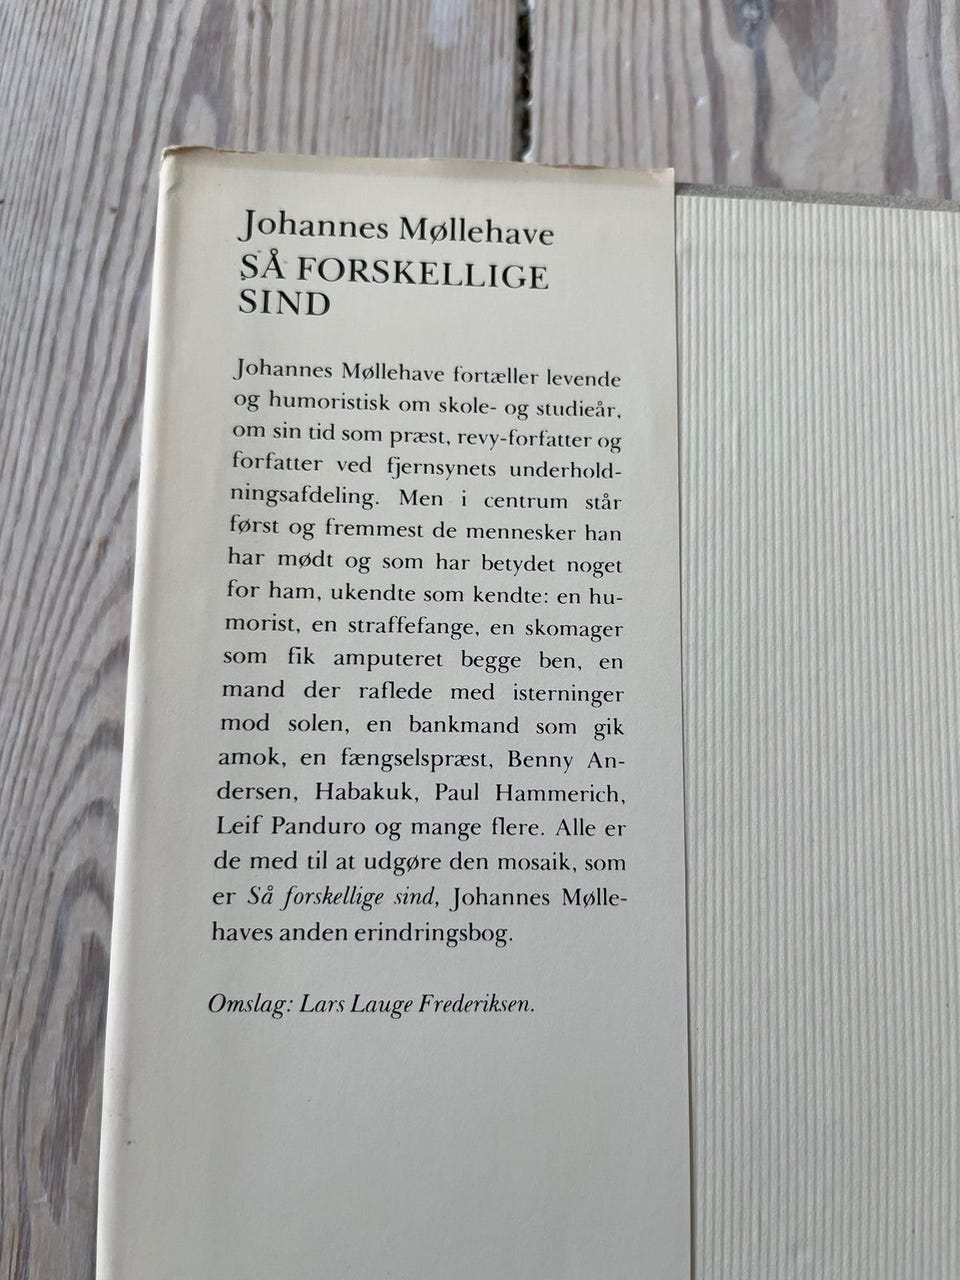 Johannes Møllehave
SÅ FORSKELLIGE
SIND
Johannes Møllehave fortæller levende
og humoristisk om skole- og studieår,
om sin tid som præst, revy-forfatter og
forfatter ved fjernsynets underhold-
ningsafdeling. Men i centrum står
først og fremmest de mennesker han
har mødt og som har betydet noget
for ham, ukendte som kendte: en hu-
morist, en straffefange, en skomager
som fik amputeret begge ben, en
mand der raflede med isterninger
mod solen, en bankmand som gik
amok, en fængselspræst, Benny An-
dersen, Habakuk, Paul Hammerich,
Leif Panduro og mange flere. Alle er
de med til at udgøre den mosaik, som
er Så forskellige sind, Johannes Mølle-
haves anden erindringsbog.
Omslag: Lars Lauge Frederiksen.